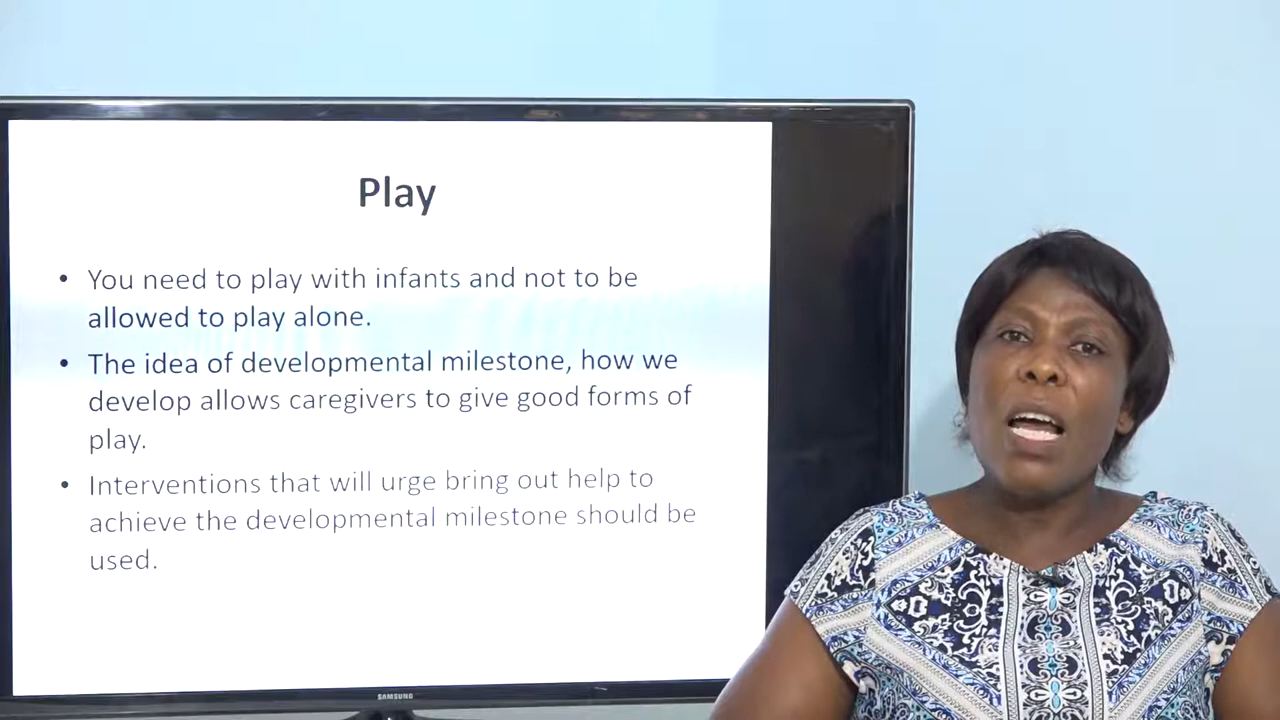 Play
• You need to play with infants and not to be
allowed to play alone.
• The idea of developmental milestone, how we
develop allows caregivers to give good forms of
play.
• Interventions that will urge bring out help to
achieve the developmental milestone should be
used.
SAMSUNG